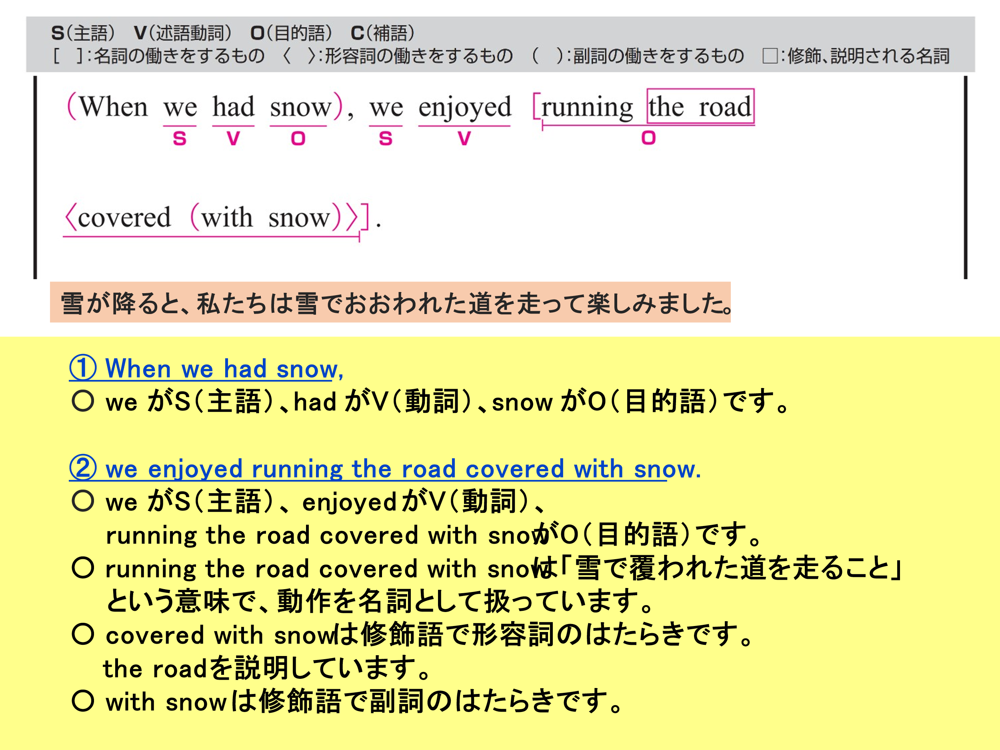 S（主語） V（述語動詞） O（目的語） C（補語）
［　］：名詞の働きをするもの 〈　〉：形容詞の働きをするもの （　）：副詞の働きをするもの □：修飾、説明される名詞
(When we had snow), we enjoyed [running the road
S V O S V O
〈covered (with snow)〉].
雪が降ると、私たちは雪でおおわれた道を走って楽しみました。
① When we had snow,
○ we がS（主語）、had がV（動詞）、snow がO（目的語）です。
② we enjoyed running the road covered with snow.
○ we がS（主語）、 enjoyedがV（動詞）、
running the road covered with snowがO（目的語）です。
○ running the road covered with snowは「雪で覆われた道を走ること」
という意味で、動作を名詞として扱っています。
○ covered with snowは修飾語で形容詞のはたらきです。
the roadを説明しています。
○ with snowは修飾語で副詞のはたらきです。